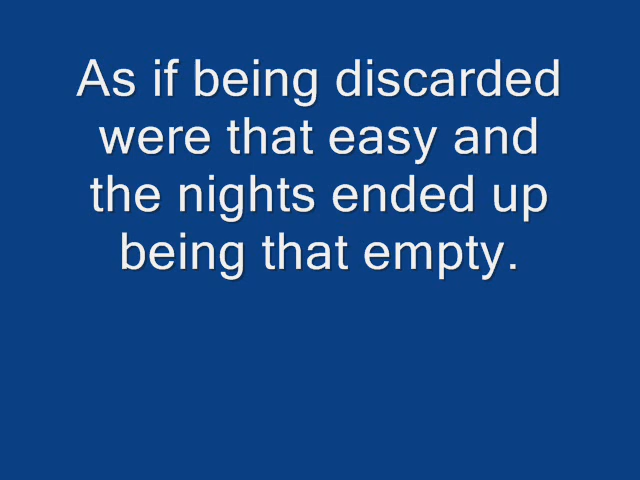 As if being discarded
were that easy and
the nights ended up
being that empty.